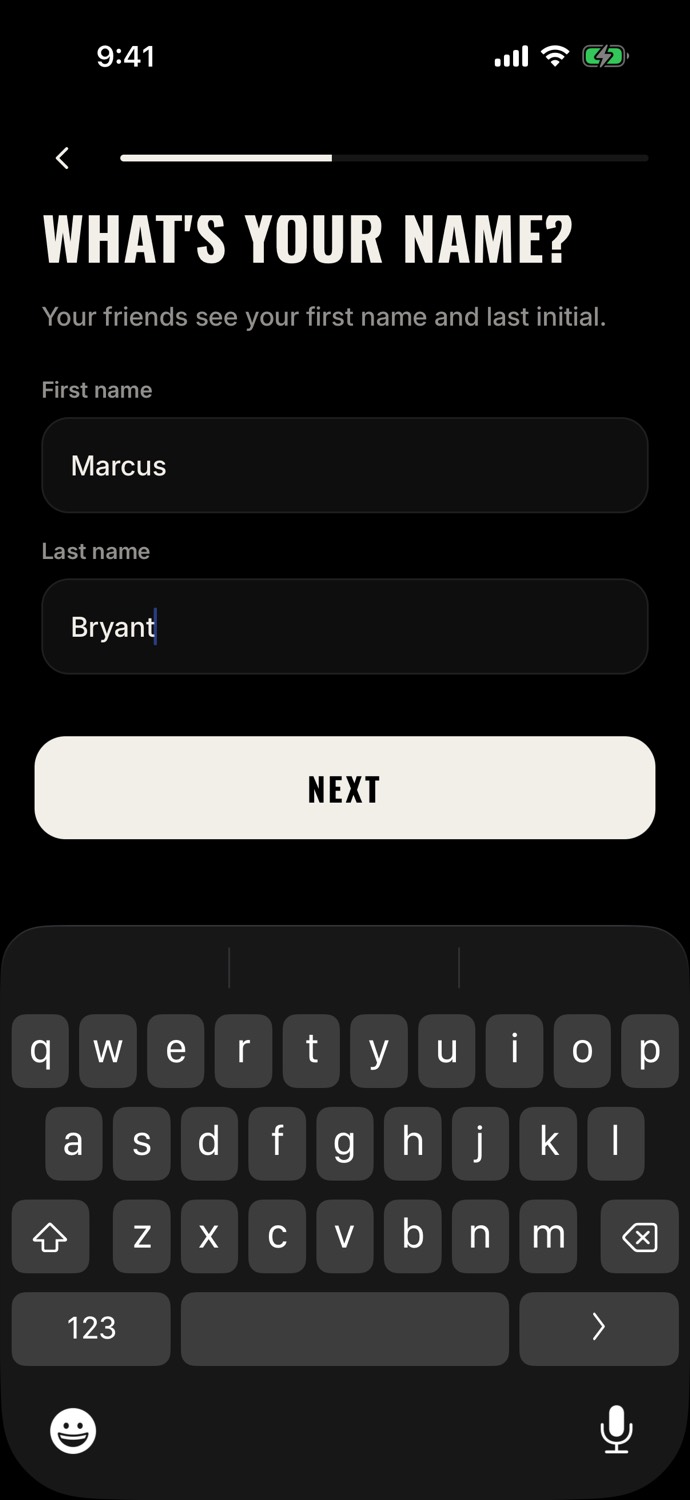 9:41
WHAT'S YOUR NAME?
Your friends see your first name and last initial.
First name
Marcus
Last name
Bryant
NEXT
q w e r t y u i o p
a s d f g h j k l
z x c v b n m
123